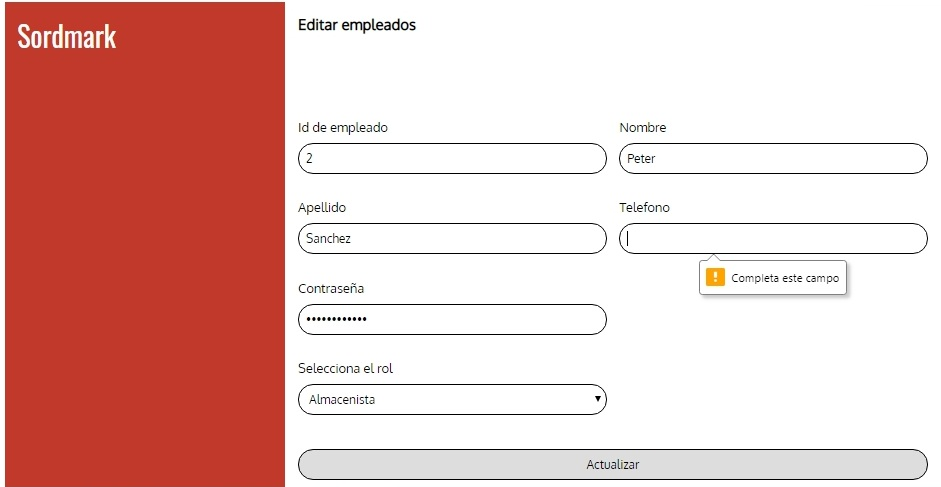 Sordmark
Editar empleados
Id de empleado
Nombre
2
Peter
Apellido
Telefono
Sanchez
Completa este campo
Contraseña
••••••••••••
Selecciona el rol
Almacenista
Actualizar